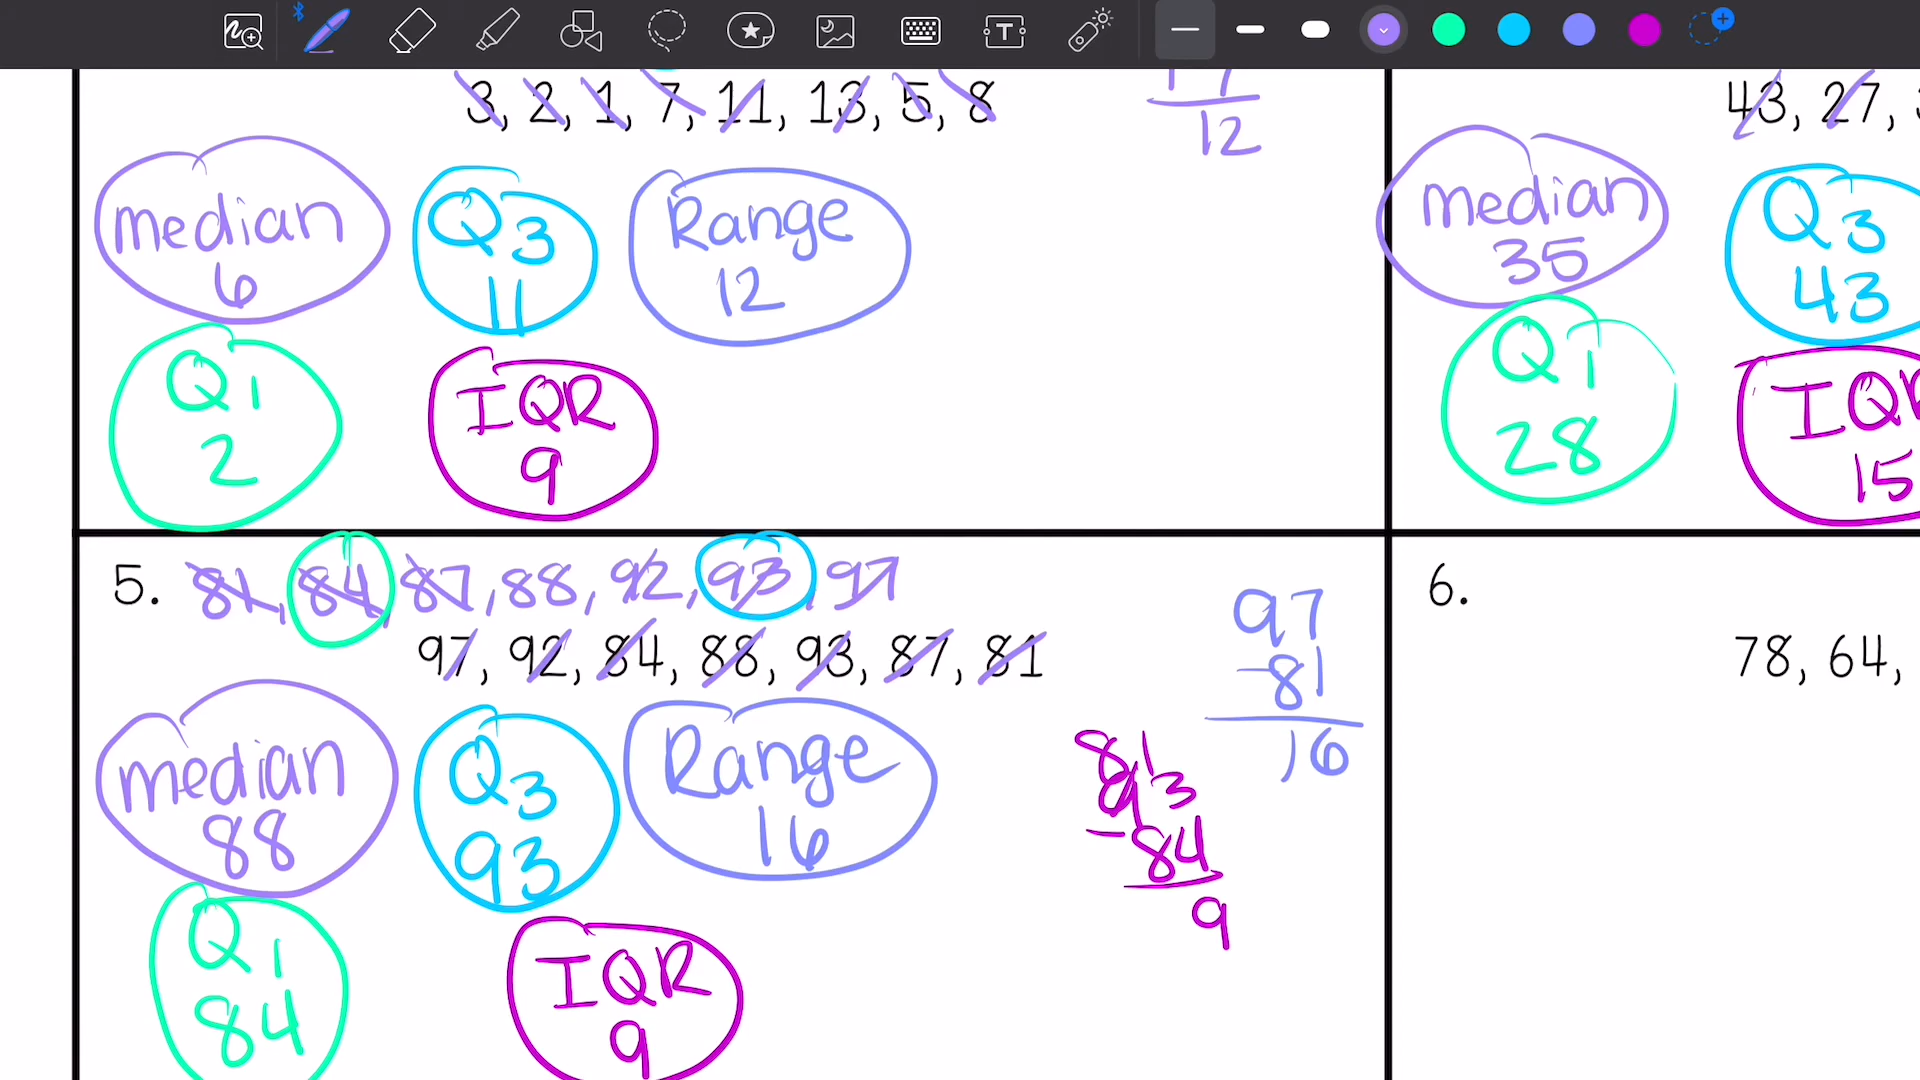 3, 2, 1, 7, 11, 13, 5, 8
12
median
6
Q3
11
Range
12
Q1
2
IQR
9
43, 27,
median
35
Q3
43
Q1
28
IQR
15
5. 81, 84, 87, 88, 92, 93, 97
97, 92, 84, 88, 93, 87, 81
97
-81
16
8 1
93
-84
9
median
88
Q3
93
Range
16
Q1
84
IQR
9
6.
78, 64,